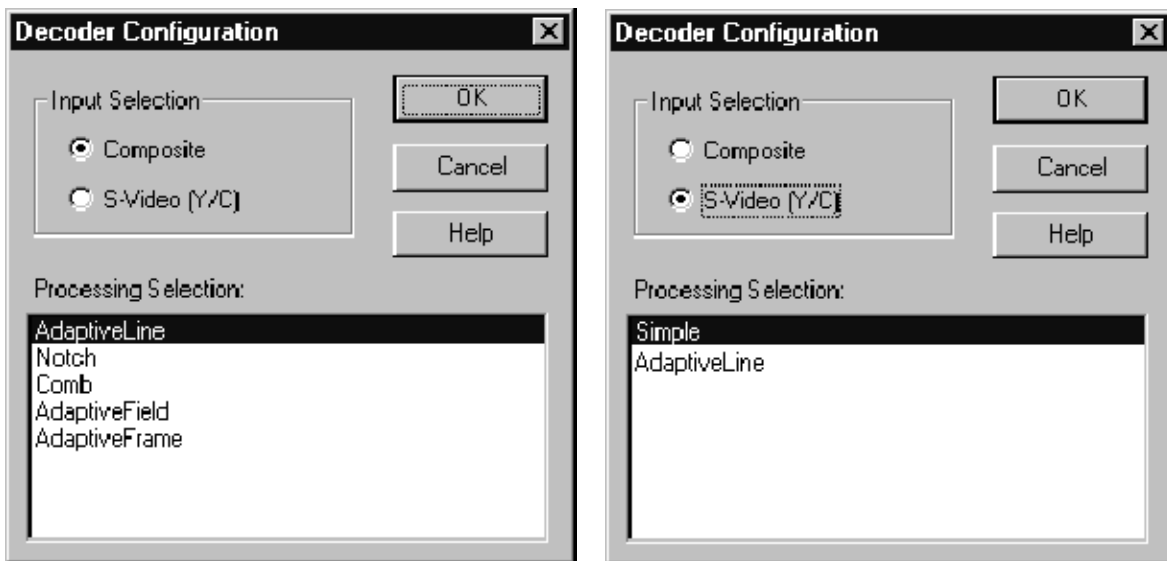 Decoder Configuration
Input Selection
Composite
S-Video (Y/C)
OK
Cancel
Help
Processing Selection:
AdaptiveLine
Notch
Comb
AdaptiveField
AdaptiveFrame
Decoder Configuration
Input Selection
Composite
S-Video (Y/C)
OK
Cancel
Help
Processing Selection:
Simple
AdaptiveLine